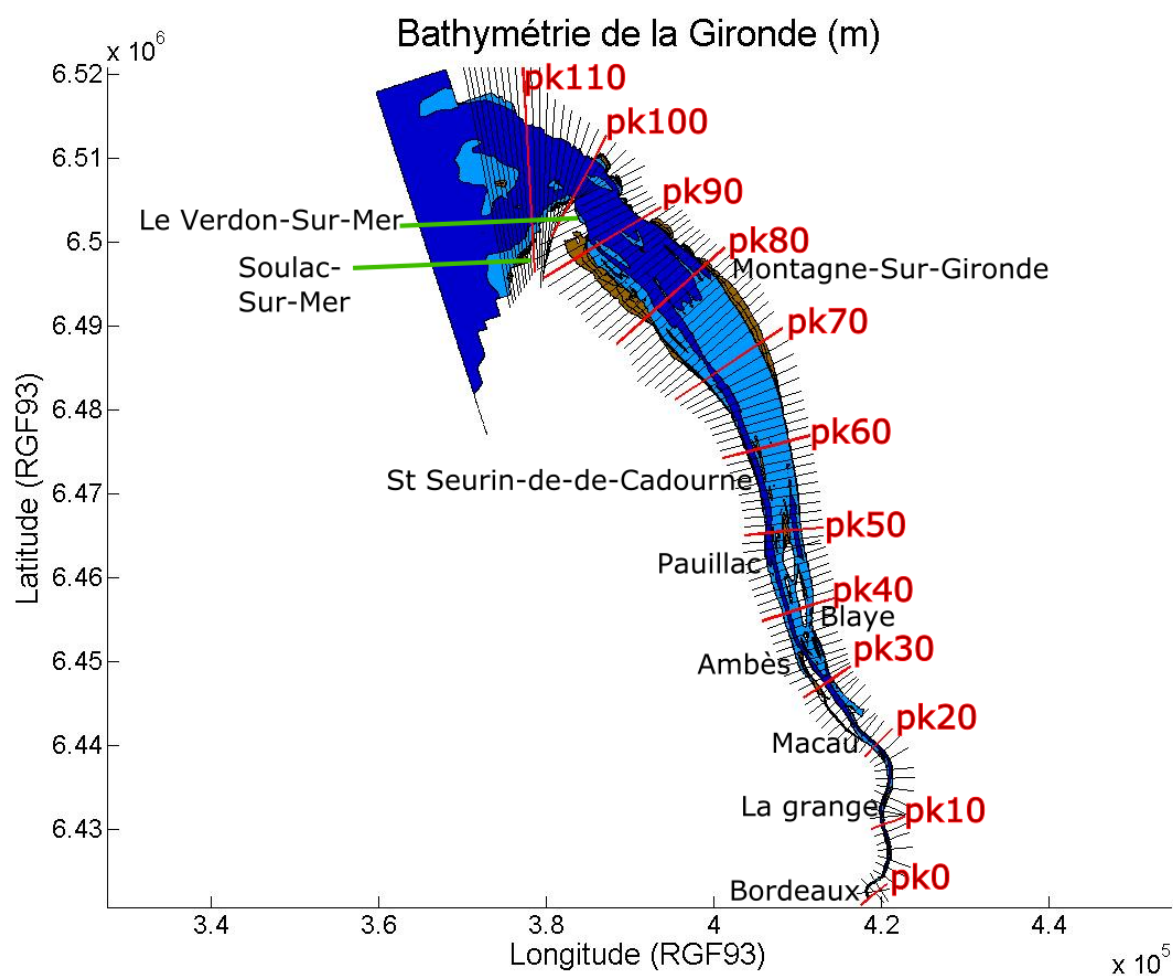 Bathymétrie de la Gironde (m)
x 10^6
6.52
pk110
pk100
6.51
pk90
Le Verdon-Sur-Mer
6.5
pk80
Soulac-
Sur-Mer
Montagne-Sur-Gironde
6.49
pk70
6.48
pk60
St Seurin-de-de-Cadourne
6.47
pk50
Pauillac
6.46
pk40
Blaye
pk30
Ambès
6.45
pk20
Macau
6.44
La grange
pk10
6.43
pk0
Bordeaux
Latitude (RGF93)
3.4 3.6 3.8 4 4.2 4.4
Longitude (RGF93)
x 10^5